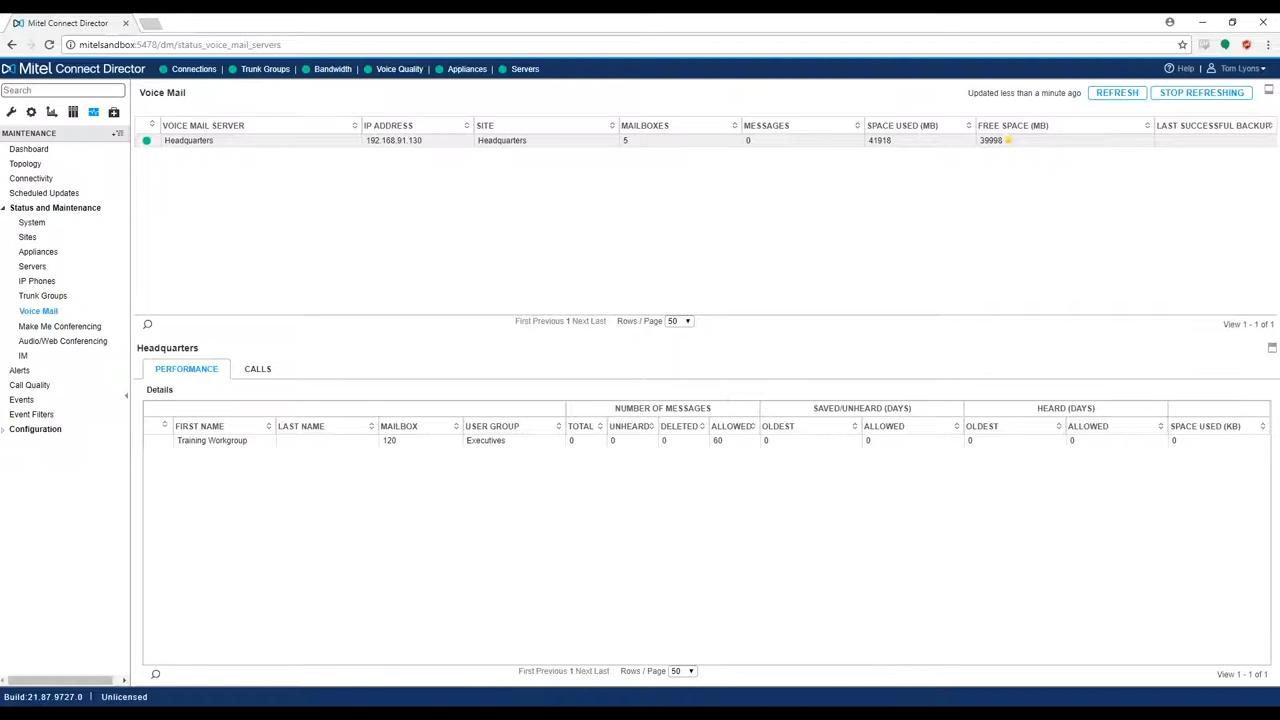 Mitel Connect Director
mitelsandbox:5478/dm/status_voice_mail_servers
Mitel Connect Director Connections Trunk Groups Bandwidth Voice Quality Appliances Servers Help Tom Lyons
Search
Voice Mail Updated less than a minute ago REFRESH STOP REFRESHING
VOICE MAIL SERVER IP ADDRESS SITE MAILBOXES MESSAGES SPACE USED (MB) FREE SPACE (MB) LAST SUCCESSFUL BACKUP
Headquarters 192.168.91.130 Headquarters 5 0 41918 39998
MAINTENANCE
Dashboard
Topology
Connectivity
Scheduled Updates
Status and Maintenance
System
Sites
Appliances
Servers
IP Phones
Trunk Groups
Voice Mail
Make Me Conferencing
Audio/Web Conferencing
IM
Alerts
Call Quality
Events
Event Filters
Configuration
First Previous 1 Next Last Rows / Page 50 View 1 - 1 of 1
Headquarters
PERFORMANCE CALLS
Details
NUMBER OF MESSAGES SAVED/UNHEARD (DAYS) HEARD (DAYS)
FIRST NAME LAST NAME MAILBOX USER GROUP TOTAL UNHEARD DELETED ALLOWED OLDEST ALLOWED OLDEST ALLOWED SPACE USED (KB)
Training Workgroup 120 Executives 0 0 0 60 0 0 0 0 0
First Previous 1 Next Last Rows / Page 50 View 1 - 1 of 1
Build:21.87.9727.0 | Unlicensed